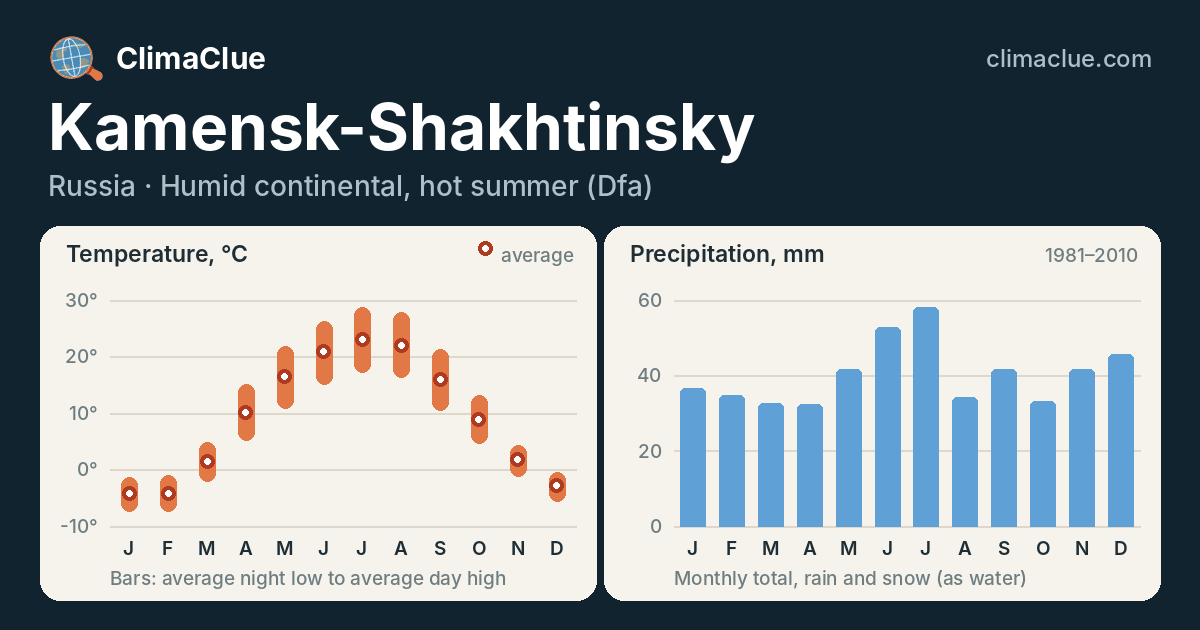 ClimaClue
climaclue.com
Kamensk-Shakhtinsky
Russia · Humid continental, hot summer (Dfa)
Temperature, °C
average
30°
20°
10°
0°
-10°
J F M A M J J A S O N D
Bars: average night low to average day high
Precipitation, mm
1981–2010
60
40
20
0
J F M A M J J A S O N D
Monthly total, rain and snow (as water)